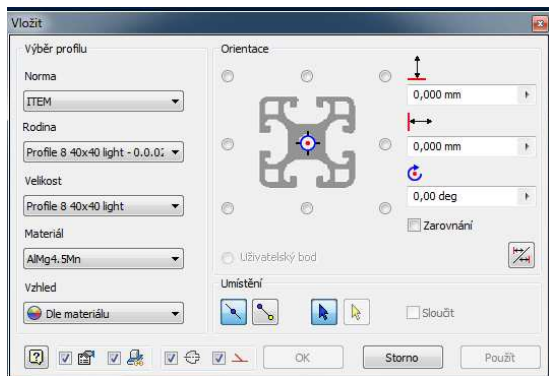 Vložit
Výběr profilu
Norma
ITEM
Rodina
Profile 8 40x40 light - 0.0.02
Velikost
Profile 8 40x40 light
Materiál
AlMg4.5Mn
Vzhled
Dle materiálu
Orientace
0,000 mm
0,000 mm
0,00 deg
Zarovnání
Uživatelský bod
Umístění
Sloučit
OK
Storno
Použít